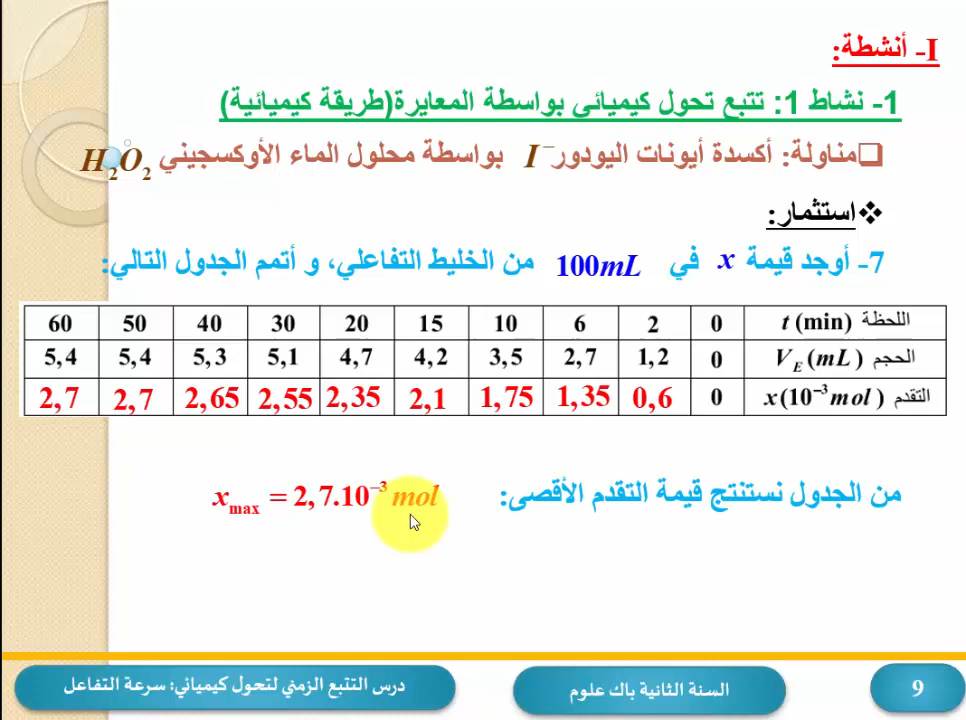 I- أنشطة:
1- نشاط 1: تتبع تحول كيميائي بواسطة المعايرة(طريقة كيميائية)
❑مناولة: أكسدة أيونات اليودور I⁻ بواسطة محلول الماء الأوكسجيني H₂O₂
❖استثمار:
7- أوجد قيمة x في 100mL من الخليط التفاعلي، و أتمم الجدول التالي:
اللحظة t (min) 0 2 6 10 15 20 30 40 50 60
الحجم V_E (mL) 0 1,2 2,7 3,5 4,2 4,7 5,1 5,3 5,4 5,4
التقدم x(10⁻³mol) 0 0,6 1,35 1,75 2,1 2,35 2,55 2,65 2,7 2,7
من الجدول نستنتج قيمة التقدم الأقصى: x_max = 2,7.10⁻³ mol
9 السنة الثانية باك علوم درس التتبع الزمني لتحول كيميائي: سرعة التفاعل